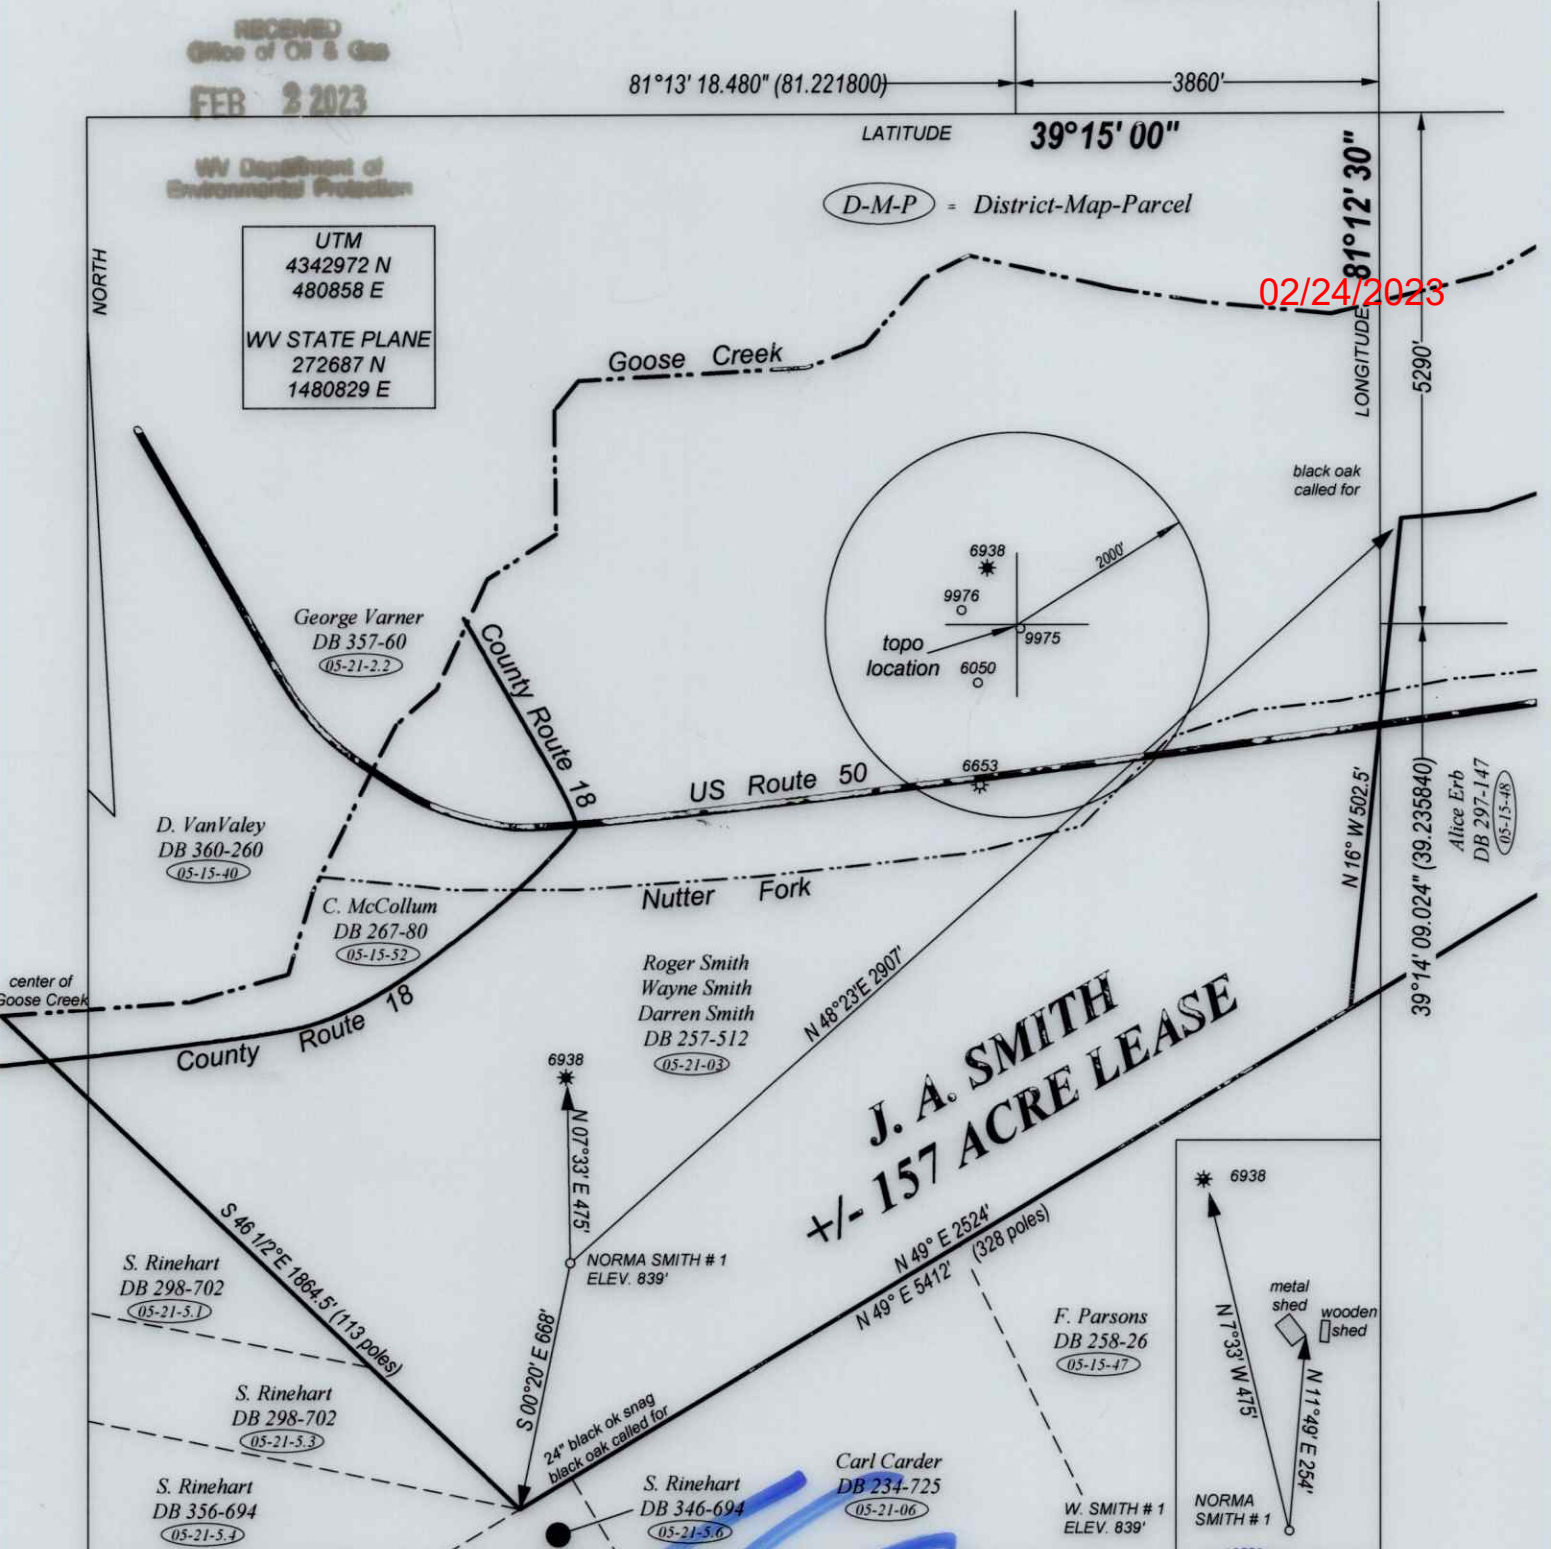 RECEIVED
Office of Oil & Gas
FEB 2 2023
WV Department of
Environmental Protection
81°13' 18.480" (81.221800)
3860'
LATITUDE 39°15' 00"
LONGITUDE 81°12' 30"
D-M-P = District-Map-Parcel
02/24/2023
NORTH
UTM
4342972 N
480858 E
WV STATE PLANE
272687 N
1480829 E
Goose Creek
5290'
black oak
called for
6938
2000'
9976
9975
topo
location
6050
George Varner
DB 357-60
05-21-2.2
County Route 18
6653
US Route 50
Alice Erb
DB 297-147
05-15-48
39°14' 09.024" (39.235840)
N 16° W 502.5'
D. VanValey
DB 360-260
05-15-40
Nutter Fork
C. McCollum
DB 267-80
05-15-52
center of
Goose Creek
County Route 18
Roger Smith
Wayne Smith
Darren Smith
DB 257-512
05-21-03
N 48°23'E 2907'
J. A. SMITH
+/- 157 ACRE LEASE
6938
N 07°33' E 475'
NORMA SMITH # 1
ELEV. 839'
S 46 1/2°E 1864.5' (113 poles)
S 00°20' E 668'
N 49° E 2524'
(328 poles)
N 49° E 5412'
6938
metal
shed
wooden
shed
N 7°33' W 475'
N 11°49' E 254'
NORMA
SMITH # 1
S. Rinehart
DB 298-702
05-21-5.1
F. Parsons
DB 258-26
05-15-47
S. Rinehart
DB 298-702
05-21-5.3
24" black ok snag
black oak called for
S. Rinehart
DB 356-694
05-21-5.4
S. Rinehart
DB 346-694
05-21-5.6
Carl Carder
DB 234-725
05-21-06
W. SMITH # 1
ELEV. 839'